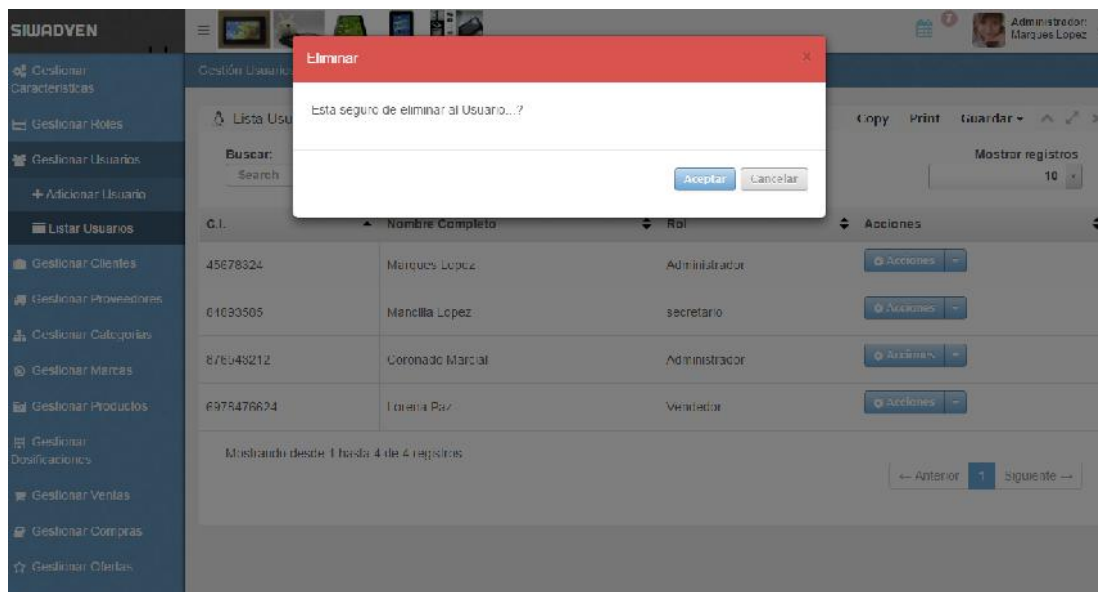 SIWADVEN
7
Administrador:
Marques Lopez
Gestionar
Caracteristicas
Gestionar Roles
Gestionar Usuarios
Adicionar Usuario
Listar Usuarios
Gestionar Clientes
Gestionar Proveedores
Gestionar Categorias
Gestionar Marcas
Gestionar Productos
Gestionar
Dosificaciones
Gestionar Ventas
Gestionar Compras
Gestionar Ofertas
Gestión Usuarios
Eliminar
x
Esta seguro de eliminar al Usuario...?
Aceptar Cancelar
Lista Usu
Copy Print Guardar
Buscar:
Search
Mostrar registros
10
C.I. Nombre Completo Rol Acciones
45678324 Marques Lopez Administrador Acciones
Mancilla Lopez secretario Acciones
876543212 Coronado Marcial Administrador Acciones
6978476624 Lorena Paz Vendedor Acciones
Mostrando desde 1 hasta 4 de 4 registros
← Anterior 1 Siguiente →